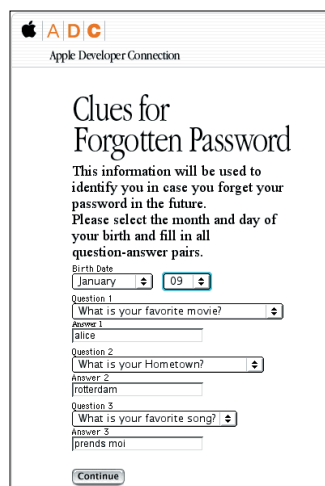 ADC
Apple Developer Connection
Clues for
Forgotten Password
This information will be used to
identify you in case you forget your
password in the future.
Please select the month and day of
your birth and fill in all
question-answer pairs.
Birth Date
January 09
Question 1
What is your favorite movie?
Answer 1
alice
Question 2
What is your Hometown?
Answer 2
rotterdam
Question 3
What is your favorite song?
Answer 3
prends moi
Continue